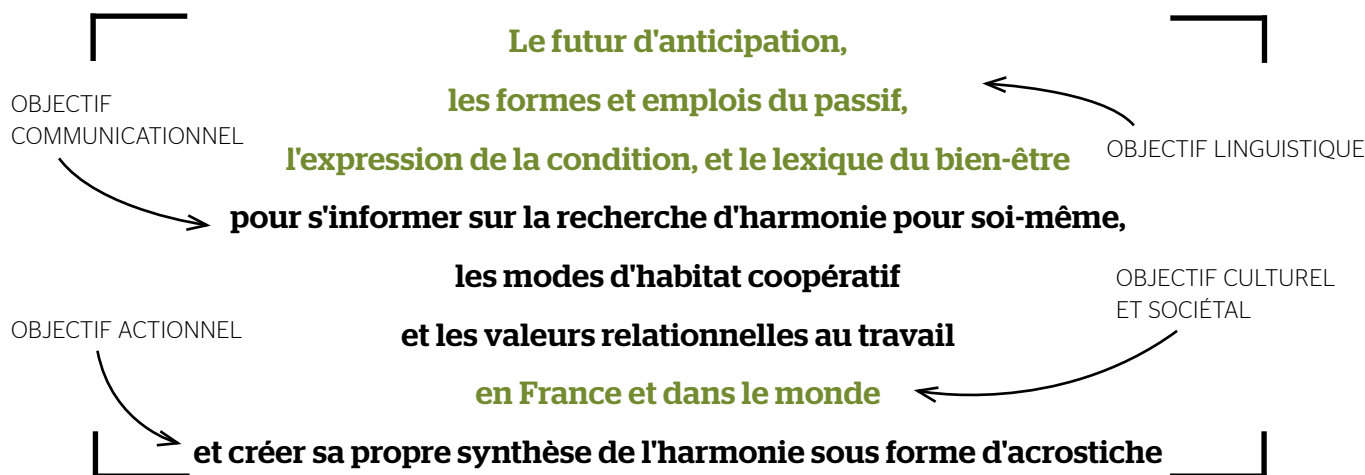 Le futur d'anticipation,
les formes et emplois du passif,
OBJECTIF
COMMUNICATIONNEL
l'expression de la condition, et le lexique du bien-être
OBJECTIF LINGUISTIQUE
pour s'informer sur la recherche d'harmonie pour soi-même,
les modes d'habitat coopératif
OBJECTIF CULTUREL
ET SOCIÉTAL
OBJECTIF ACTIONNEL
et les valeurs relationnelles au travail
en France et dans le monde
et créer sa propre synthèse de l'harmonie sous forme d'acrostiche